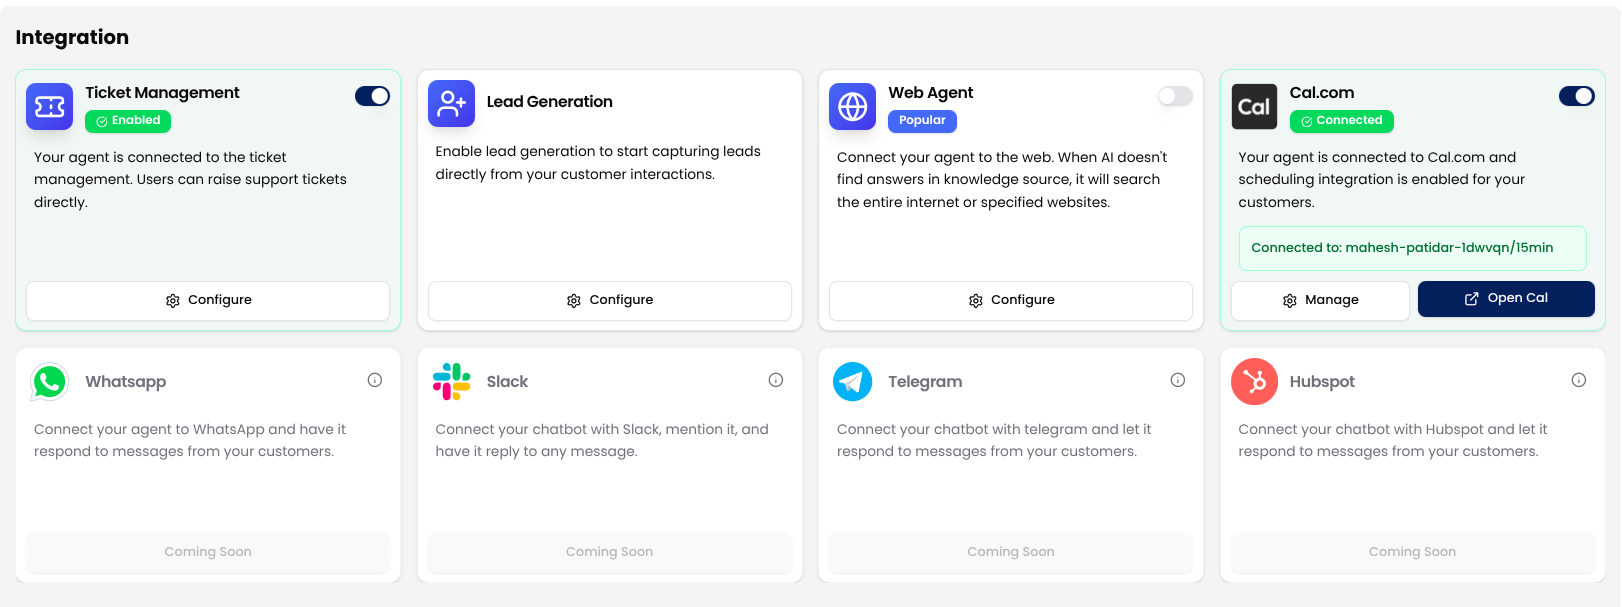 Integration
Ticket Management
Enabled
Your agent is connected to the ticket
management. Users can raise support tickets
directly.
Configure
Lead Generation
Enable lead generation to start capturing leads
directly from your customer interactions.
Configure
Web Agent
Popular
Connect your agent to the web. When AI doesn't
find answers in knowledge source, it will search
the entire internet or specified websites.
Configure
Cal
Cal.com
Connected
Your agent is connected to Cal.com and
scheduling integration is enabled for your
customers.
Connected to: mahesh-patidar-1dwvqn/15min
Manage
Open Cal
Whatsapp
Connect your agent to WhatsApp and have it
respond to messages from your customers.
Coming Soon
Slack
Connect your chatbot with Slack, mention it, and
have it reply to any message.
Coming Soon
Telegram
Connect your chatbot with telegram and let it
respond to messages from your customers.
Coming Soon
Hubspot
Connect your chatbot with Hubspot and let it
respond to messages from your customers.
Coming Soon